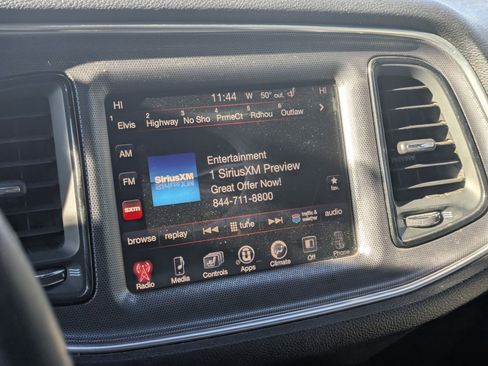 11:44 W 50° out
HI HI
1 2 3 4 5 6
Elvis Highway No Sho PrmeCt Rdhou Outlaw
AM
Entertainment
1 SiriusXM Preview
SiriusXM
FM
Great Offer Now!
fav.
844-711-8800
sxm
browse replay tune traffic & weather audio
Radio Media Controls Apps Climate Off Phone